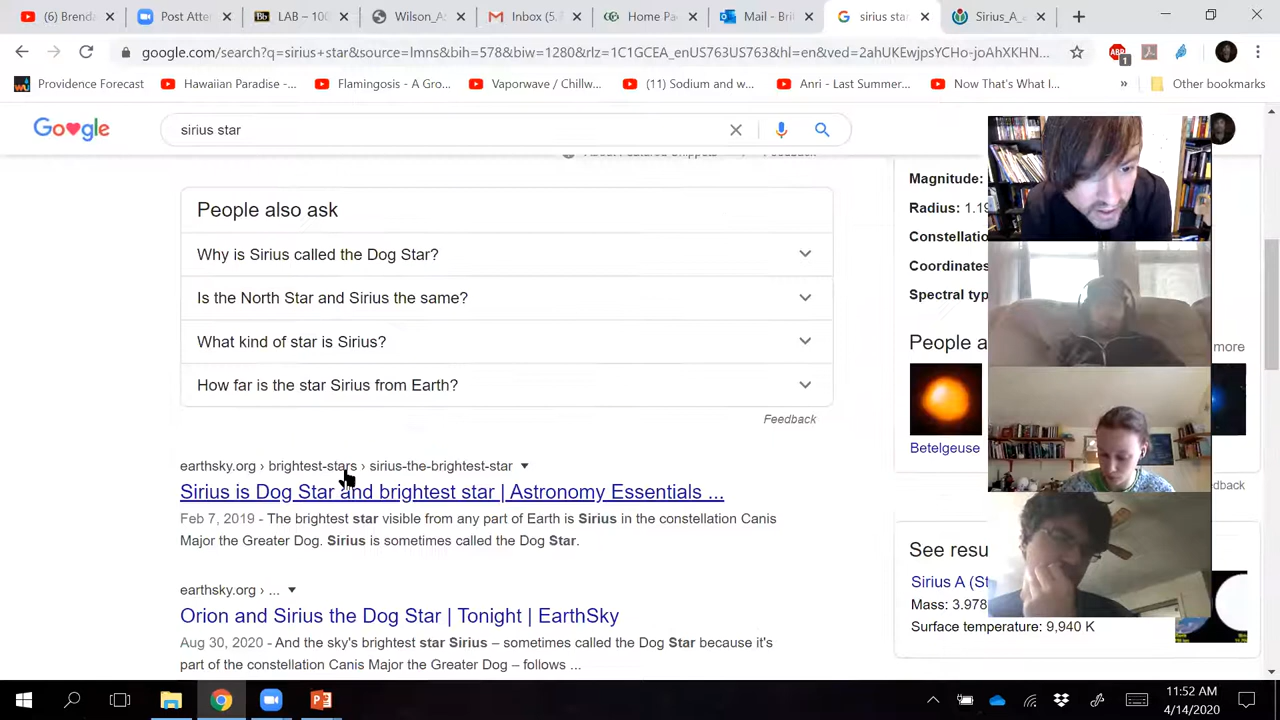 (6) Brend
Post Atter
LAB – 10
Wilson_A
Inbox (5.
Home Pa
Mail - Bri
sirius star
Sirius_A_
google.com/search?q=sirius+star&source=lmns&bih=578&biw=1280&rlz=1C1GCEA_enUS763US763&hl=en&ved=2ahUKEwjpsYCHo-joAhXKHN...
ABP
1
Providence Forecast
Hawaiian Paradise -...
Flamingosis - A Gro...
Vaporwave / Chillw...
(11) Sodium and w...
Anri - Last Summer...
Now That's What I...
»
Other bookmarks
Google
sirius star
About Featured Snippets
Feedback
People also ask
Why is Sirius called the Dog Star?
Is the North Star and Sirius the same?
What kind of star is Sirius?
How far is the star Sirius from Earth?
Feedback
earthsky.org › brightest-stars › sirius-the-brightest-star
Sirius is Dog Star and brightest star | Astronomy Essentials ...
Feb 7, 2019 - The brightest star visible from any part of Earth is Sirius in the constellation Canis
Major the Greater Dog. Sirius is sometimes called the Dog Star.
earthsky.org › ...
Orion and Sirius the Dog Star | Tonight | EarthSky
Aug 30, 2020 - And the sky's brightest star Sirius – sometimes called the Dog Star because it's
part of the constellation Canis Major the Greater Dog – follows ...
Magnitude:
Radius: 1.19
Constellatio
Coordinates
Spectral typ
People a
more
Betelgeuse
dback
See resu
Sirius A (St
Mass: 3.978
Surface temperature: 9,940 K
11:52 AM
4/14/2020